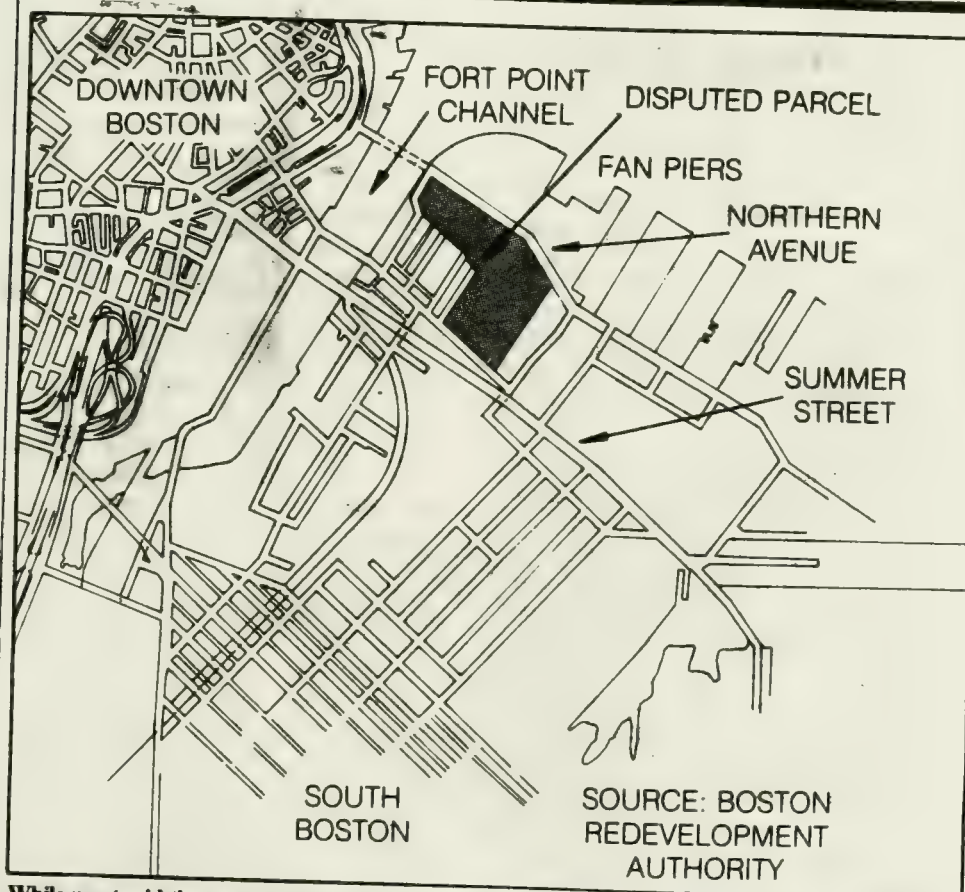 DOWNTOWN
BOSTON
FORT POINT
CHANNEL
DISPUTED PARCEL
FAN PIERS
NORTHERN
AVENUE
SUMMER
STREET
SOUTH
BOSTON
SOURCE: BOSTON
REDEVELOPMENT
AUTHORITY